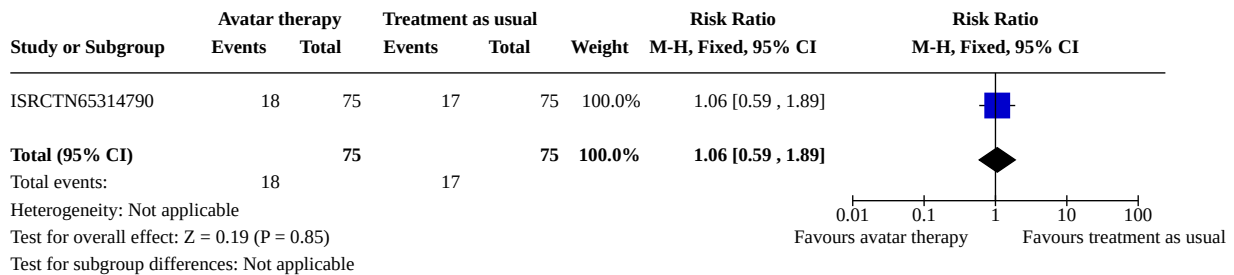 Avatar therapy Treatment as usual Risk Ratio Risk Ratio
Study or Subgroup Events Total Events Total Weight M-H, Fixed, 95% CI M-H, Fixed, 95% CI
ISRCTN65314790 18 75 17 75 100.0% 1.06 [0.59 , 1.89]
Total (95% CI) 75 75 100.0% 1.06 [0.59 , 1.89]
Total events: 18 17
Heterogeneity: Not applicable 0.01 0.1 1 10 100
Test for overall effect: Z = 0.19 (P = 0.85) Favours avatar therapy Favours treatment as usual
Test for subgroup differences: Not applicable